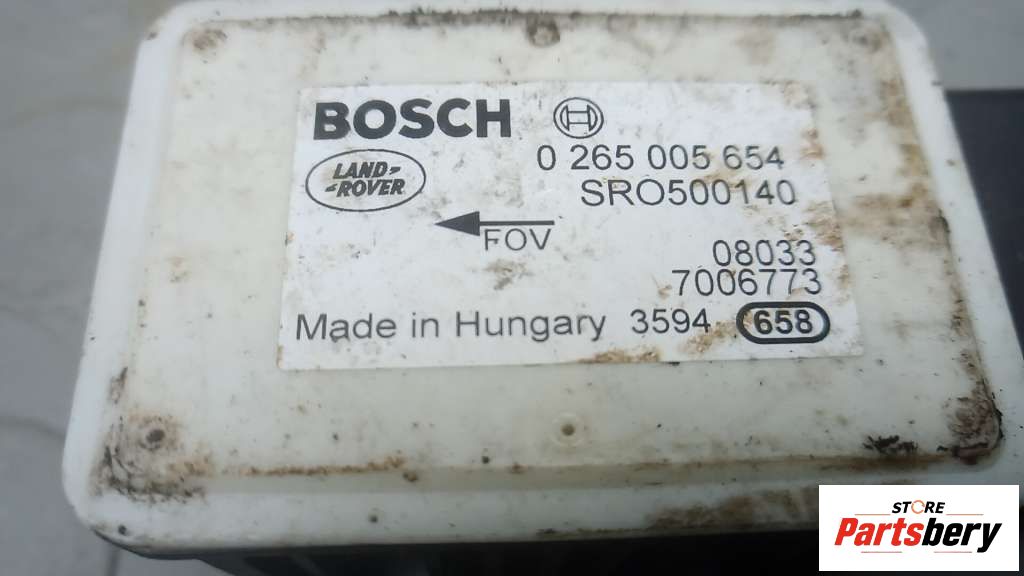 BOSCH
0 265 005 654
LAND-
-ROVER
SRO500140
FOV
08033
7006773
Made in Hungary 3594 658
STORE
Partsbery